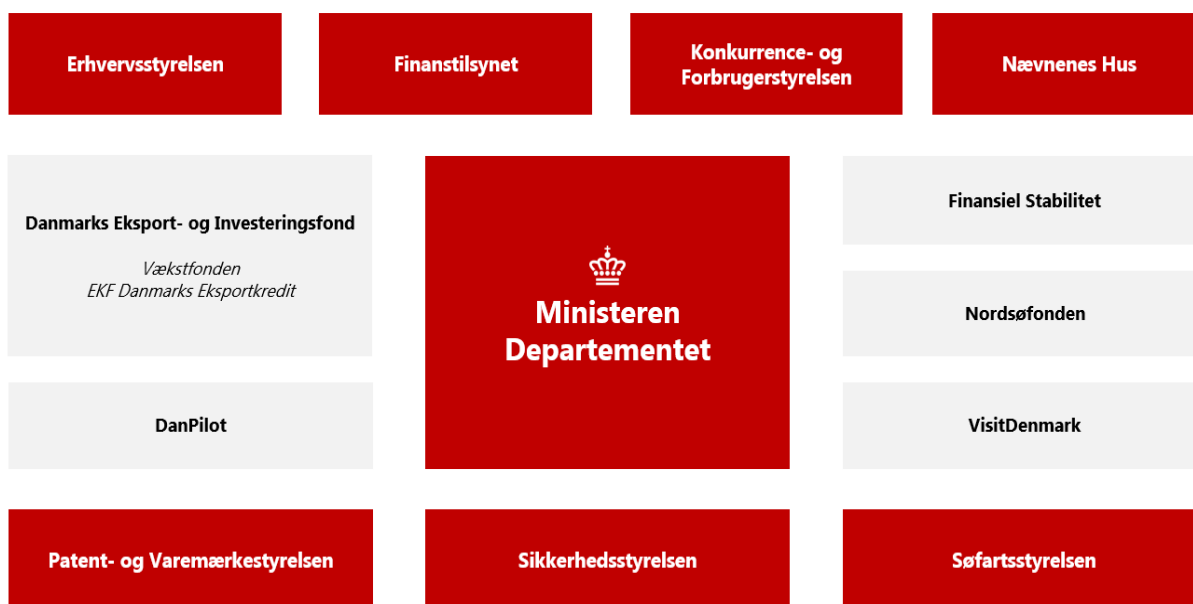 Erhvervsstyrelsen
Finanstilsynet
Konkurrence- og
Forbrugerstyrelsen
Nævnenes Hus
Danmarks Eksport- og Investeringsfond
Vækstfonden
EKF Danmarks Eksportkredit
Ministeren
Departementet
Finansiel Stabilitet
Nordsøfonden
DanPilot
VisitDenmark
Patent- og Varemærkestyrelsen
Sikkerhedsstyrelsen
Søfartsstyrelsen